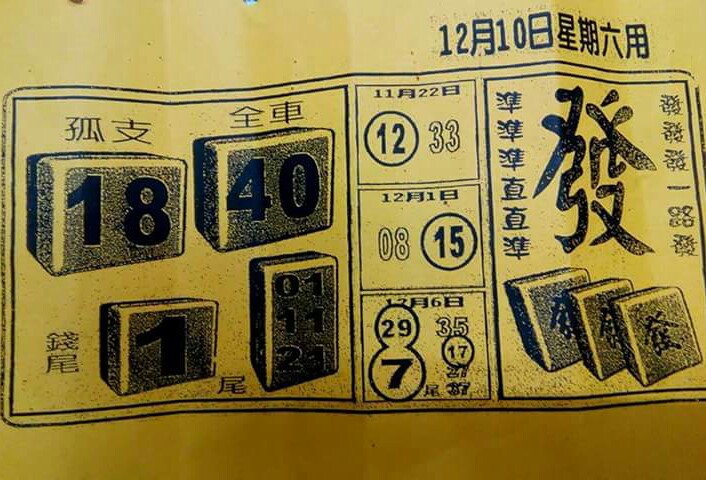 12月10日星期六用
孤支
全車
18
40
錢尾
1
尾
01
11
21
11月22日
12 33
12月1日
08 15
12月6日
29 35
7 尾
17
27
37
準準準直直準
發
發發發一路發
發